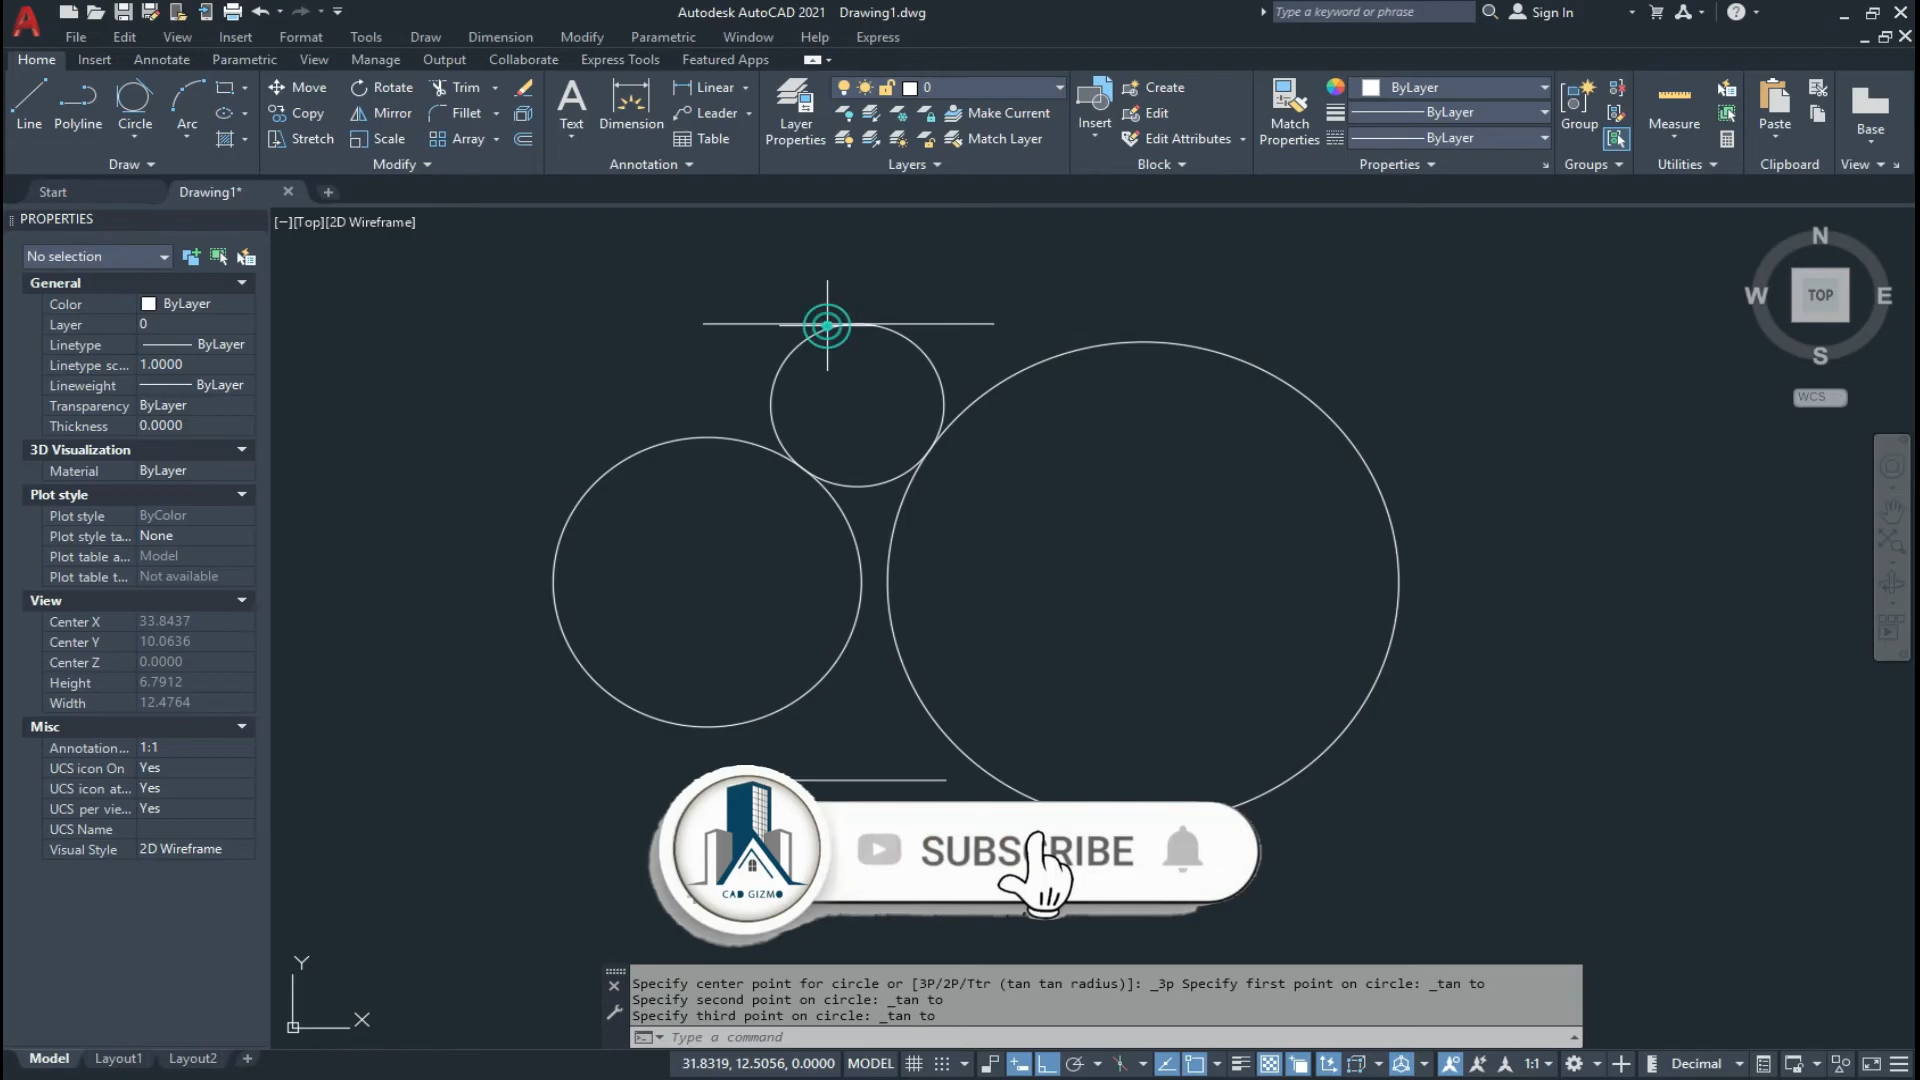 Autodesk AutoCAD 2021 Drawing1.dwg
Type a keyword or phrase
Sign In
File Edit View Insert Format Tools Draw Dimension Modify Parametric Window Help Express
Home Insert Annotate Parametric View Manage Output Collaborate Express Tools Featured Apps
Move Rotate Trim Linear 0 Create ByLayer
Copy Mirror Fillet Leader Make Current Edit ByLayer
Line Polyline Circle Arc Text Dimension Layer Properties Insert Match Properties Group Measure Paste Base
Stretch Scale Array Table Match Layer Edit Attributes ByLayer
Draw Modify Annotation Layers Block Properties Groups Utilities Clipboard View
Start Drawing1*
PROPERTIES
[−][Top][2D Wireframe]
No selection
General
Color ByLayer
Layer 0
Linetype ByLayer
Linetype sc... 1.0000
Lineweight ByLayer
Transparency ByLayer
Thickness 0.0000
3D Visualization
Material ByLayer
Plot style
Plot style ByColor
Plot style ta... None
Plot table a... Model
Plot table t... Not available
View
Center X 33.8437
Center Y 10.0636
Center Z 0.0000
Height 6.7912
Width 12.4764
Misc
Annotation... 1:1
UCS icon On Yes
UCS icon at... Yes
UCS per vie... Yes
UCS Name
Visual Style 2D Wireframe
N
W TOP E
S
WCS
SUBSCRIBE
CAD GIZMO
Y
X
Specify center point for circle or [3P/2P/Ttr (tan tan radius)]: _3p Specify first point on circle: _tan to
Specify second point on circle: _tan to
Specify third point on circle: _tan to
Type a command
Model Layout1 Layout2 +
31.8319, 12.5056, 0.0000 MODEL 1:1 Decimal